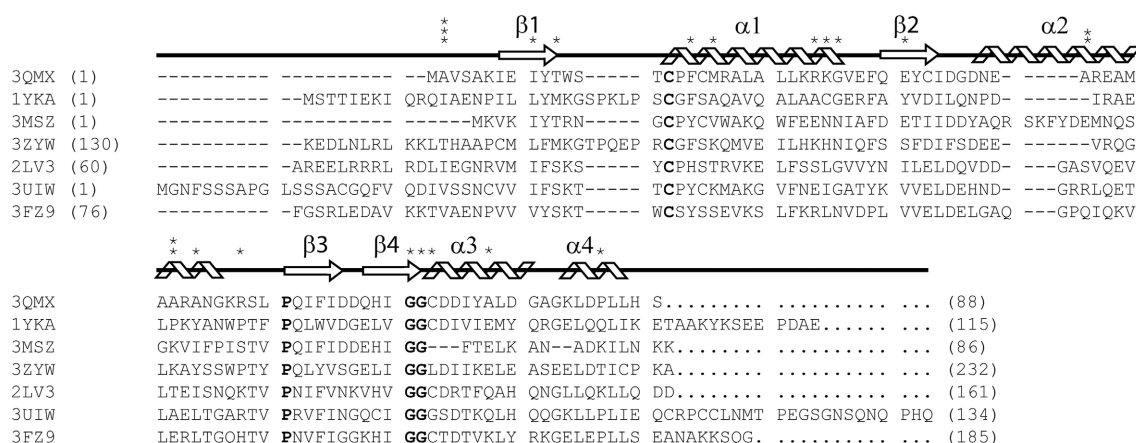 β1 α1 β2 α2
3QMX (1) ---------- ---------- --MAVSAKIE IYTWS----- TCPFCMRALA LLKRKGVEFQ EYCIDGDNE- -----AREAM
1YKA (1) ---------- --MSTTIEKI QRQIAENPIL LYMKGSPKLP SCGFSAQAVQ ALAACGERFA YVDILQNPD- ------IRAE
3MSZ (1) ---------- ---------- ------MKVK IYTRN----- GCPYCVWAKQ WFEENNIAFD ETIIDDYAQR SKFYDEMNQS
3ZYW (130) ---------- --KEDLNLRL KKLTHAAPCM LFMKGTPQEP RCGFSKQMVE ILHKHNIQFS SFDIFSDEE- ------VRQG
2LV3 (60) ---------- -AREELRRRL RDLIEGNRVM IFSKS----- YCPHSTRVKE LFSSLGVVYN ILELDQVDD- ---GASVQEV
3UIW (1) MGNFSSSAPG LSSSACGQFV QDIVSSNCVV IFSKT----- TCPYCKMAKG VFNEIGATYK VVELDEHND- ---GRRLQET
3FZ9 (76) ---------- FGSRLEDAVK KTVAENPVV VYSKT----- WCSYSSEVKS LFKRLNVDPL VVELDELGAQ ---GPQIQKV
β3 β4 α3 α4
3QMX AARANGKRSL PQIFIDDQHI GGCDDIYALD GAGKLDPLLH S......... .......... ... (88)
1YKA LPKYANWPTF PQLWVDGELV GGCDIVIEMY QRGELQQLIK ETAAKYKSEE PDAE...... ... (115)
3MSZ GKVIFPISTV PQIFIDDEHI GG---FTELK AN--ADKILN KK........ .......... ... (86)
3ZYW LKAYSSWPTY PQLYVSGELI GGLDIIKELE ASEELDTICP KA........ .......... ... (232)
2LV3 LTEISNQKTV PNIFVNKVHV GGCDRTFQAH QNGLLQKLLQ DD........ .......... ... (161)
3UIW LAELTGARTV PRVFINGQCI GGGSDTKQLH QQGKLLPLIE QCRPCCLNMT PEGSGNSQNQ PHQ (134)
3FZ9 LERLTGQHTV PNVFIGGKHI GGCTDTVKLY RKGELEPLLS EANAKKSQG. .......... ... (185)